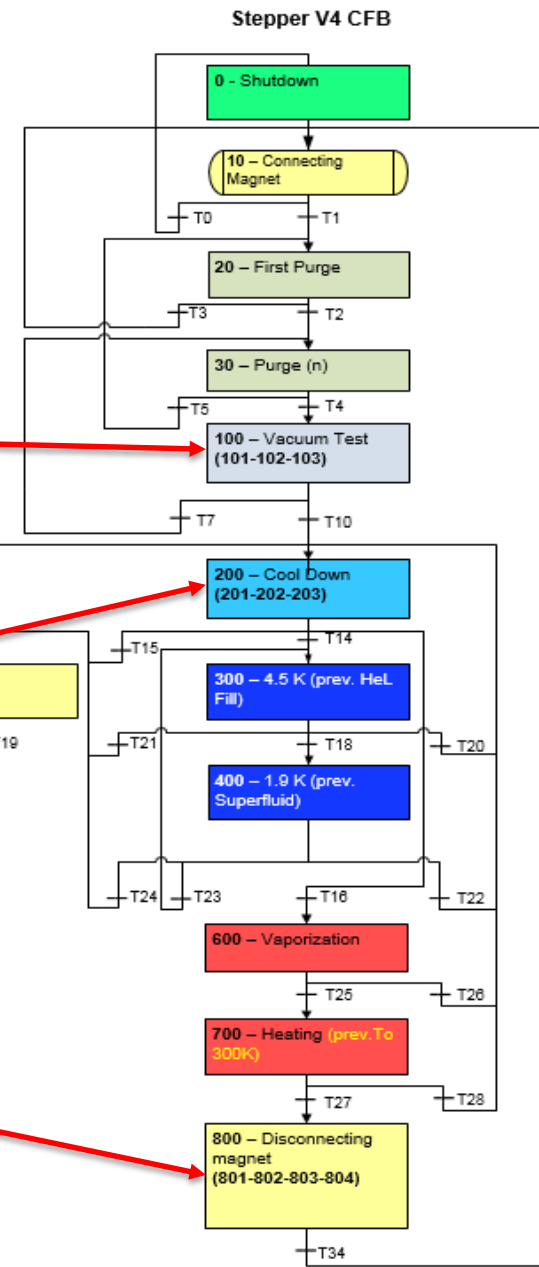 Stepper V4 CFB
0 - Shutdown
10 – Connecting
Magnet
T0
T1
20 – First Purge
T3
T2
30 – Purge (n)
T5
T4
100 – Vacuum Test
(101-102-103)
T7
T10
200 – Cool Down
(201-202-203)
T15
T14
300 – 4.5 K (prev. HeL
Fill)
T21
T18
T20
400 – 1.9 K (prev.
Superfluid)
T24
T23
T16
T22
600 – Vaporization
T25
T26
700 – Heating (prev.To
300K)
T27
T28
800 – Disconnecting
magnet
(801-802-803-804)
T34